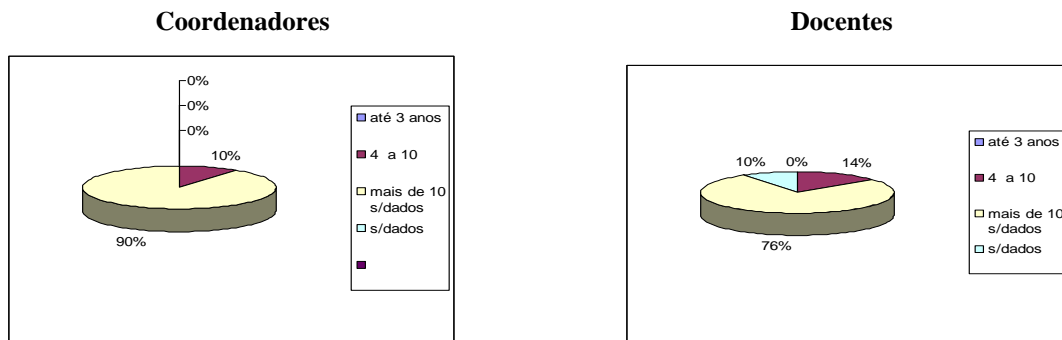 Coordenadores
0%
0%
0%
10%
90%
até 3 anos
4 a 10
mais de 10
s/dados
s/dados
Docentes
10%
0%
14%
76%
até 3 anos
4 a 10
mais de 10
s/dados
s/dados